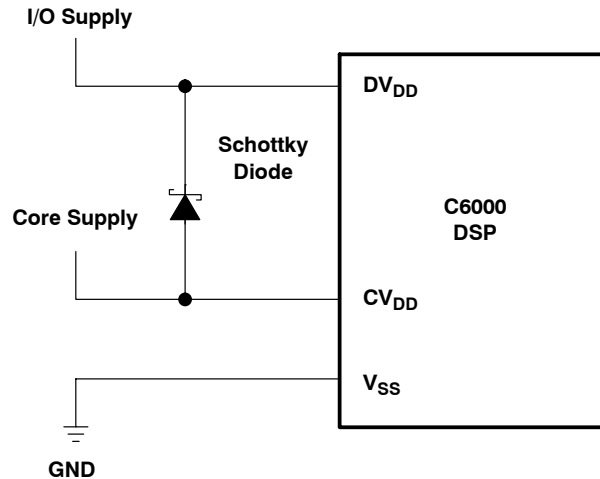 I/O Supply
DVDD
Schottky
Diode
C6000
DSP
Core Supply
CVDD
VSS
GND